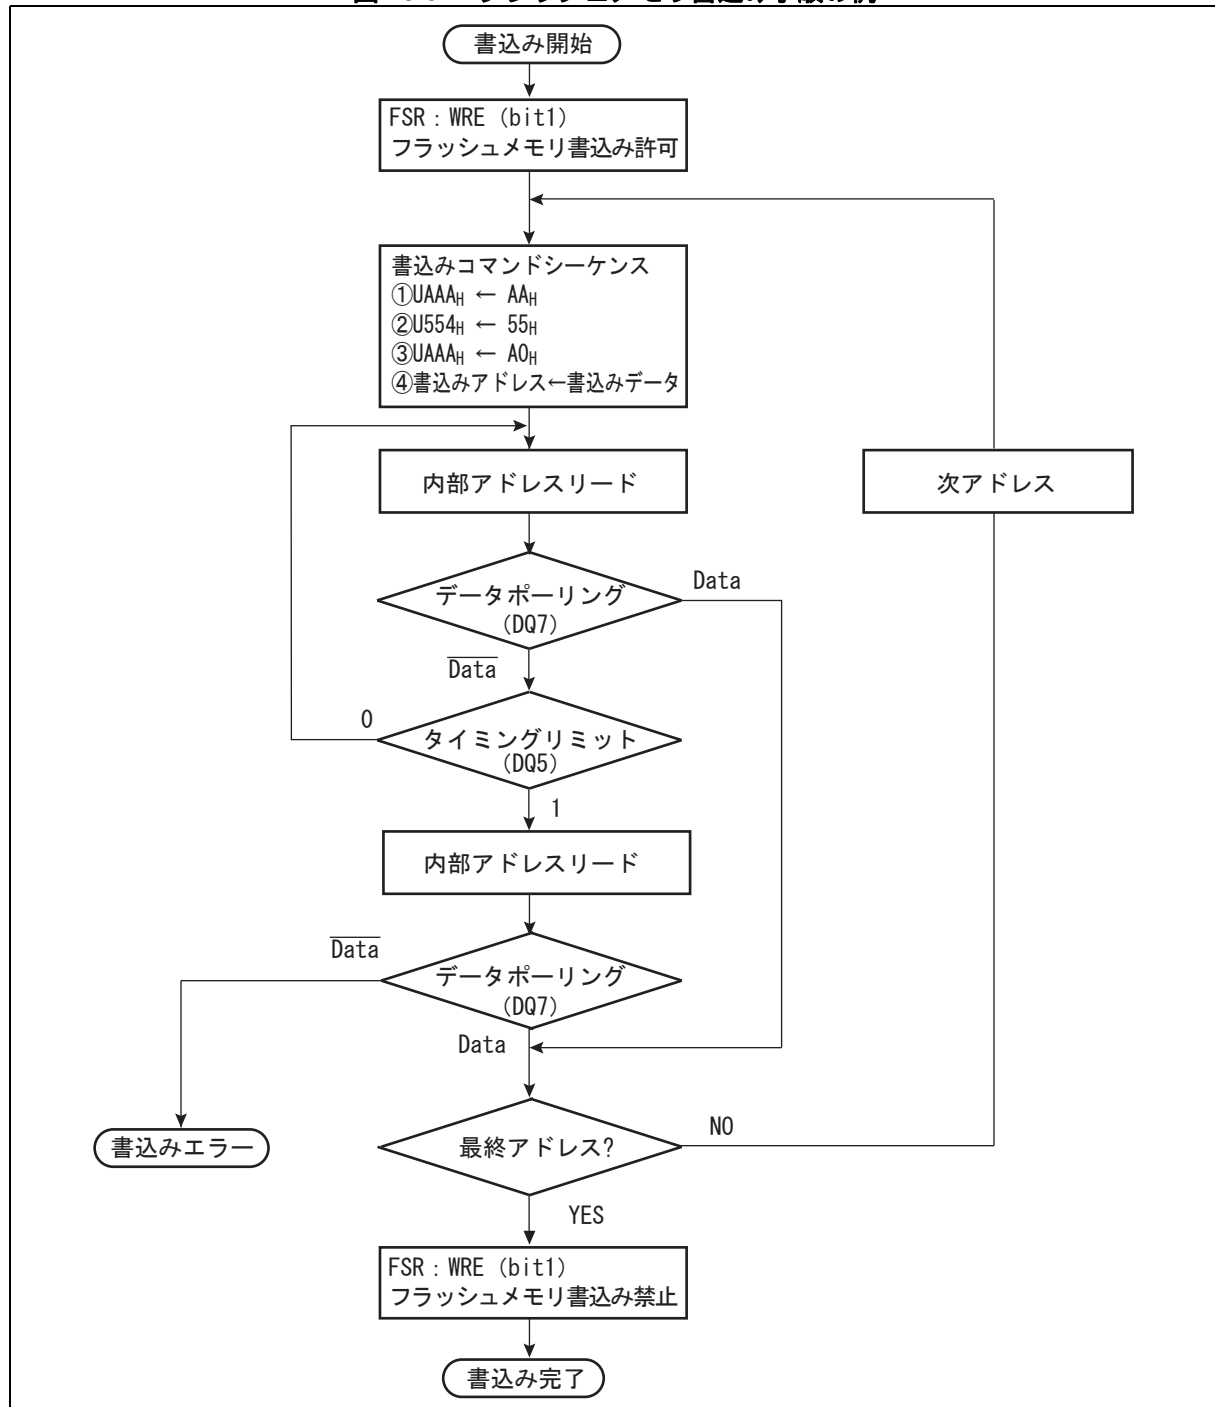 書込み開始
FSR：WRE (bit1)
フラッシュメモリ書込み許可
書込みコマンドシーケンス
①UAAAH ← AAH
②U554H ← 55H
③UAAAH ← A0H
④書込みアドレス←書込みデータ
内部アドレスリード
次アドレス
データポーリング
(DQ7)
Data
Data
0
タイミングリミット
(DQ5)
1
内部アドレスリード
Data
データポーリング
(DQ7)
Data
書込みエラー
最終アドレス?
NO
YES
FSR：WRE (bit1)
フラッシュメモリ書込み禁止
書込み完了